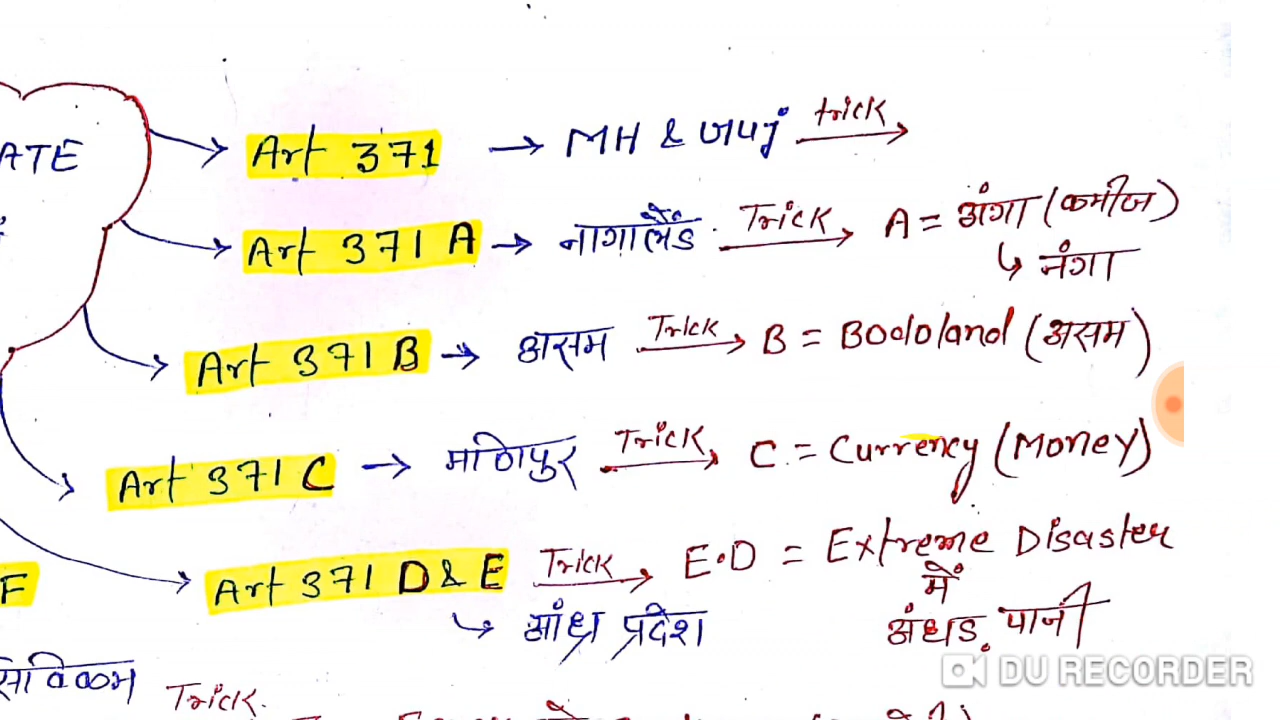 ATE
Art 371 → MH & गुजo trick →
Art 371 A → नागालैंड Trick → A = अंगा (कमीज)
↳ नंगा
Art 371 B → असम Trick → B = Bodoland (असम)
Art 371 C → मणिपुर Trick → C = Currency (Money)
Art 371 D & E Trick → E.D = Extreme Disaster
में
↳ आंध्र प्रदेश
अंधड़ पानी
F
सिक्किम
Trick
DU RECORDER